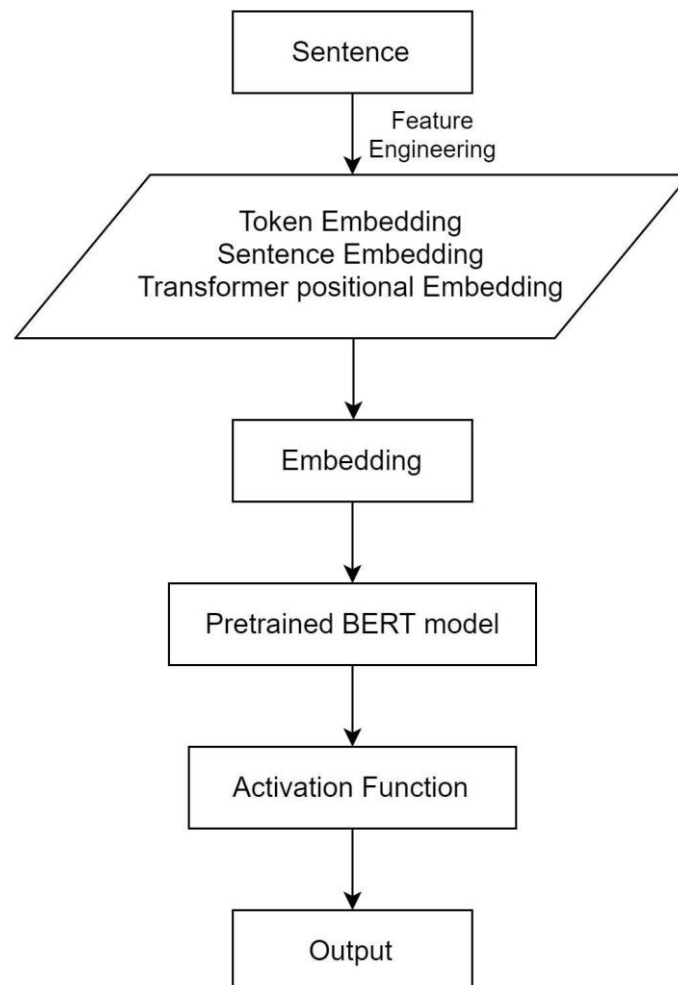 Sentence
Feature
Engineering
Token Embedding
Sentence Embedding
Transformer positional Embedding
Embedding
Pretrained BERT model
Activation Function
Output